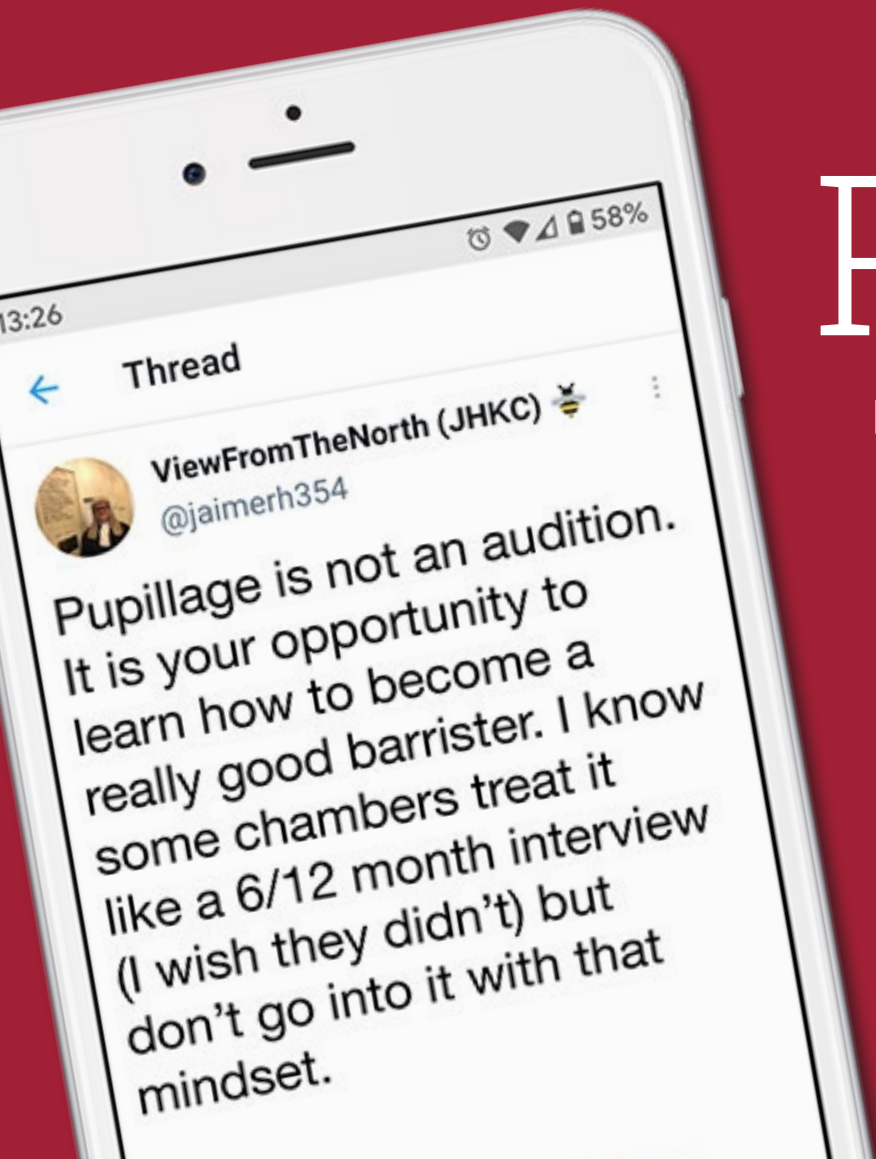 58%
13:26
Thread
ViewFromTheNorth (JHKC)
@jaimerh354
Pupillage is not an audition.
It is your opportunity to
learn how to become a
really good barrister. I know
some chambers treat it
like a 6/12 month interview
(I wish they didn't) but
don't go into it with that
mindset.